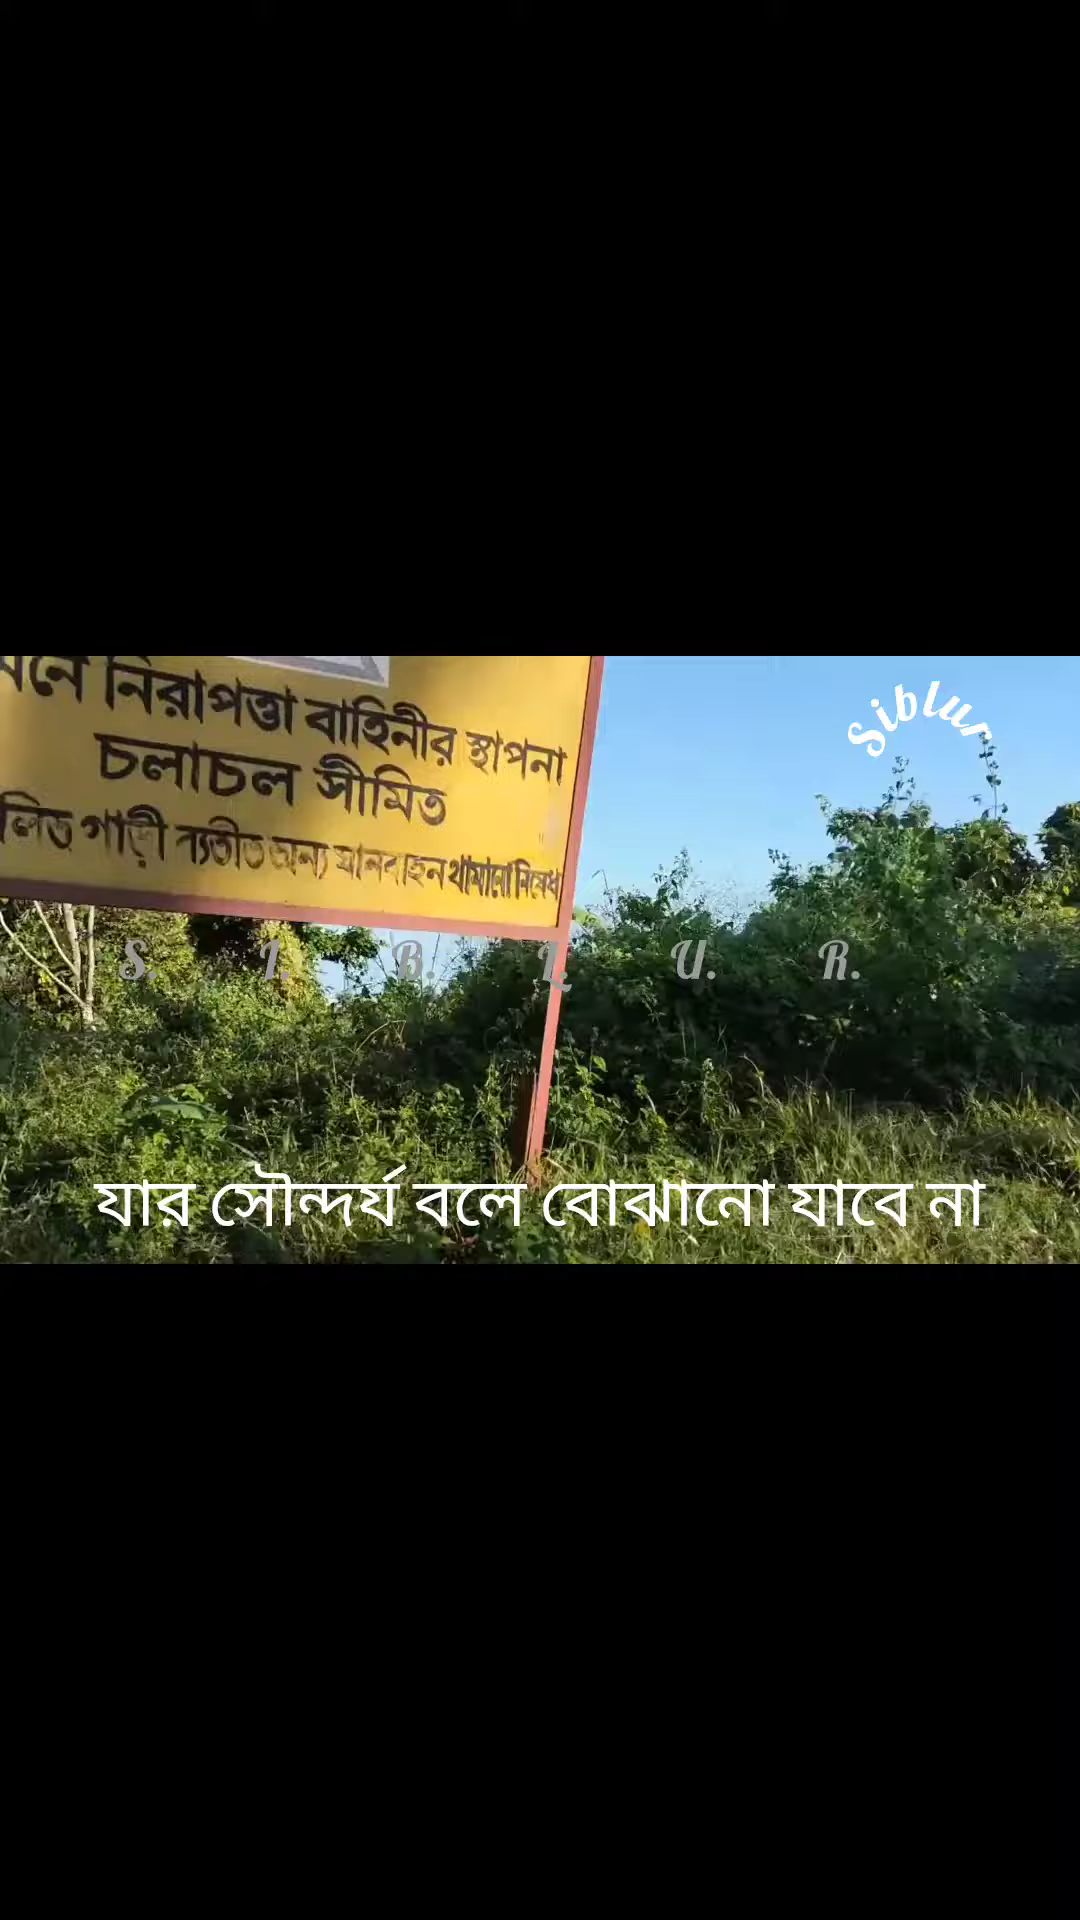 নিরাপত্তা বাহিনীর স্থাপনা
চলাচল সীমিত
গাড়ী ব্যতীত অন্য যানবাহন থামানো নিষেধ
Siblur
S. I. B. L. U. R.
যার সৌন্দর্য বলে বোঝানো যাবে না